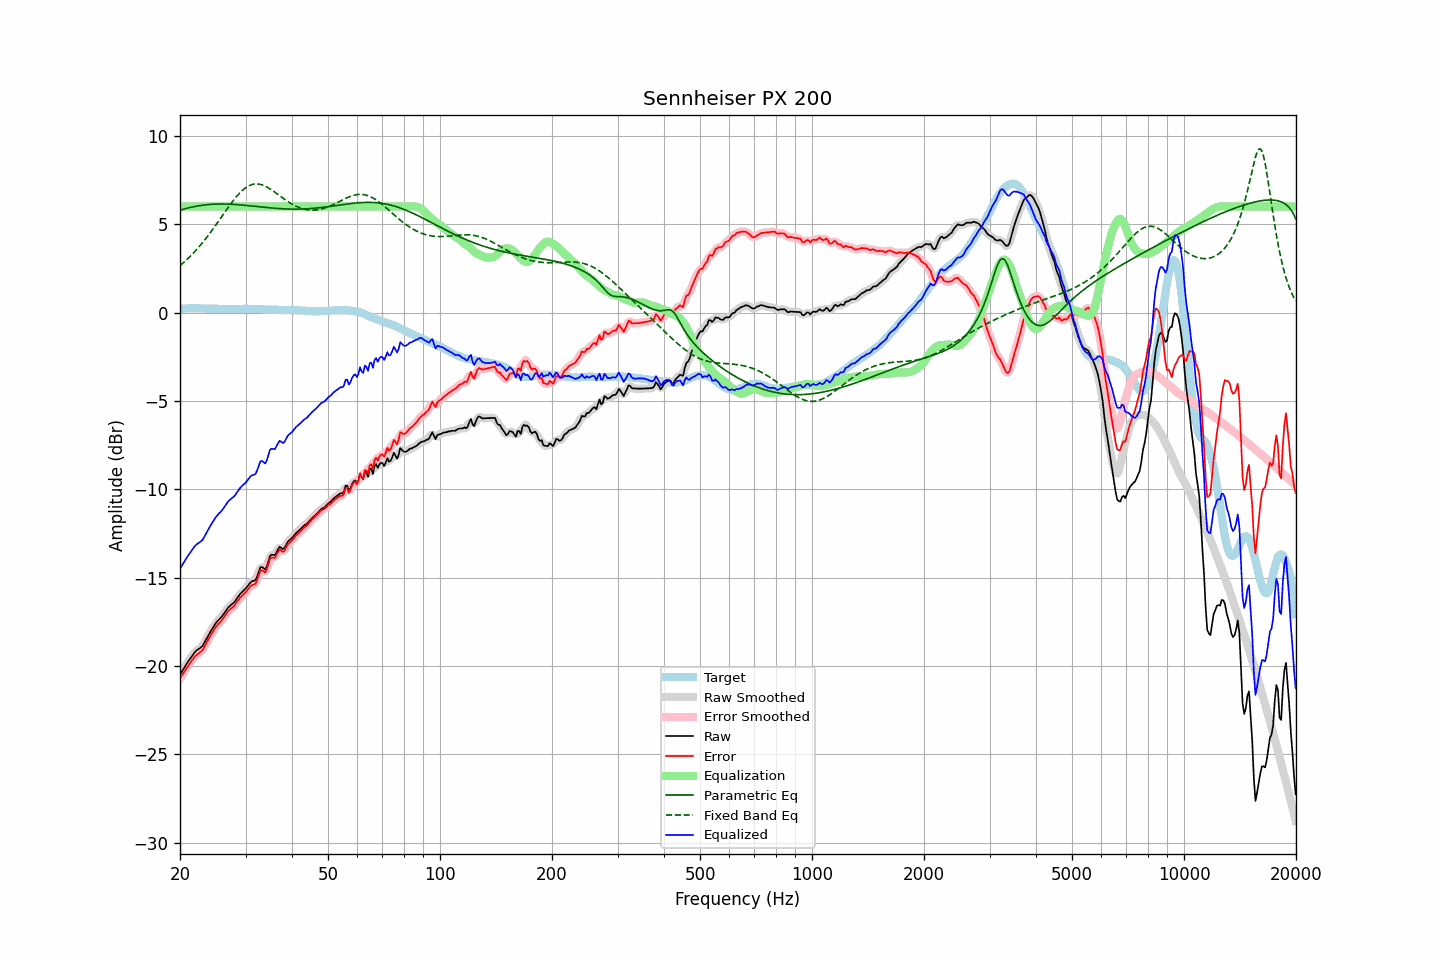 Sennheiser PX 200
10
5
0
−5
−10
−15
−20
−25
−30
Amplitude (dBr)
Target
Raw Smoothed
Error Smoothed
Raw
Error
Equalization
Parametric Eq
Fixed Band Eq
Equalized
20 50 100 200 500 1000 2000 5000 10000 20000
Frequency (Hz)